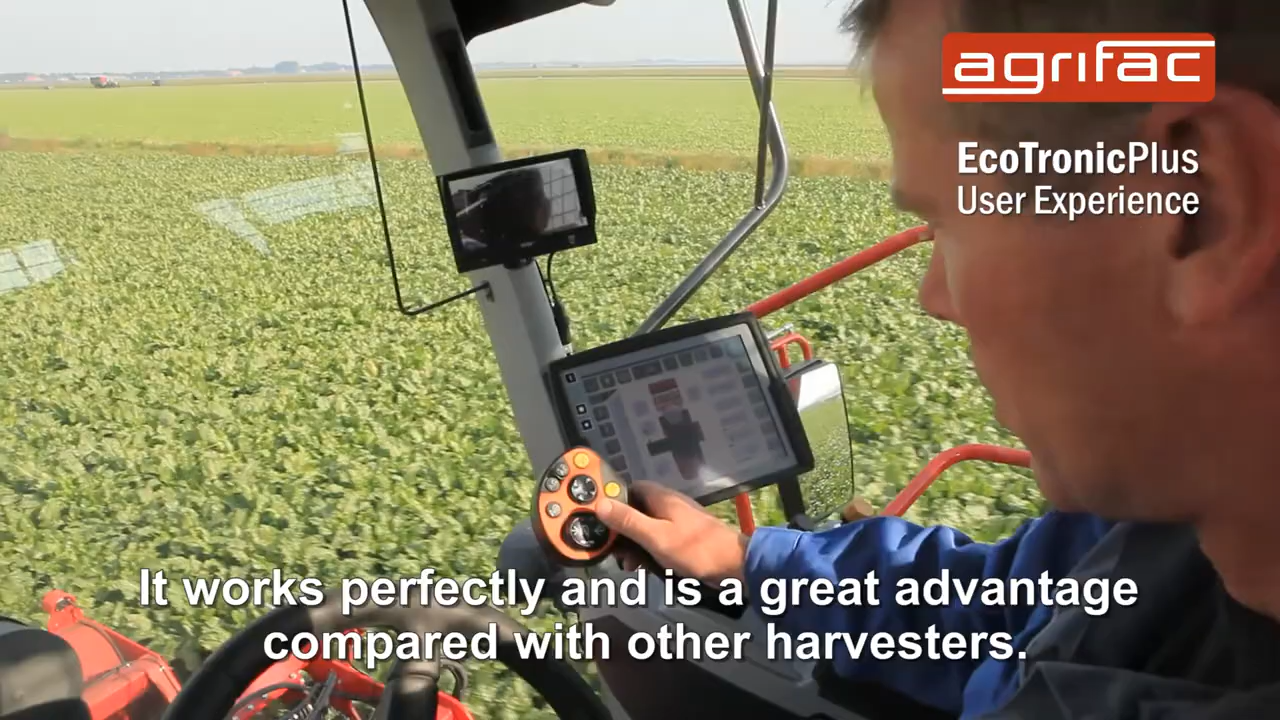 agrifac
EcoTronicPlus
User Experience
It works perfectly and is a great advantage
compared with other harvesters.